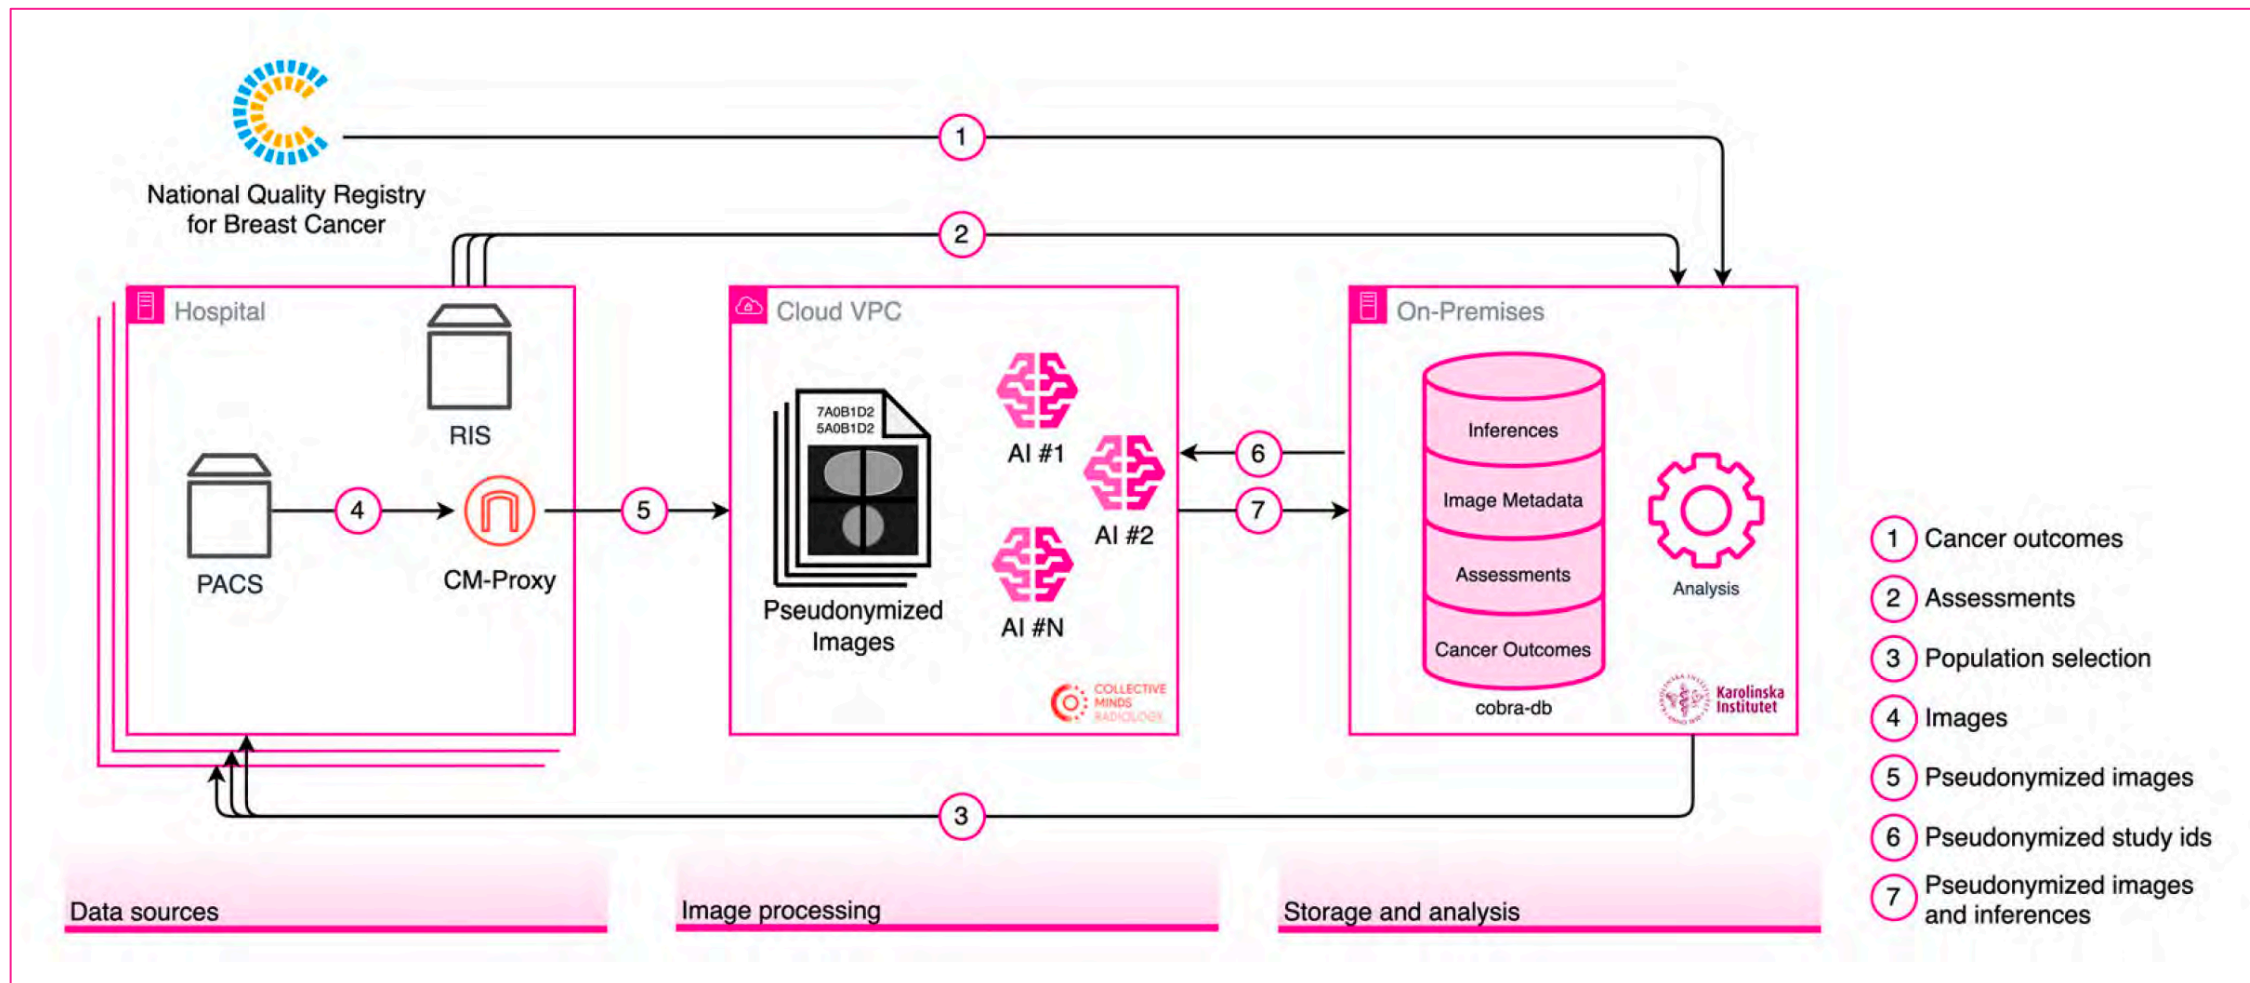 National Quality Registry
for Breast Cancer
1
2
Hospital
RIS
PACS
4
CM-Proxy
5
Cloud VPC
7A0B1D2
5A0B1D2
Pseudonymized
Images
AI #1
AI #2
AI #N
COLLECTIVE
MINDS
RADIOLOGY
6
7
On-Premises
Inferences
Image Metadata
Assessments
Cancer Outcomes
cobra-db
Analysis
Karolinska
Institutet
3
Data sources
Image processing
Storage and analysis
1 Cancer outcomes
2 Assessments
3 Population selection
4 Images
5 Pseudonymized images
6 Pseudonymized study ids
7 Pseudonymized images
and inferences